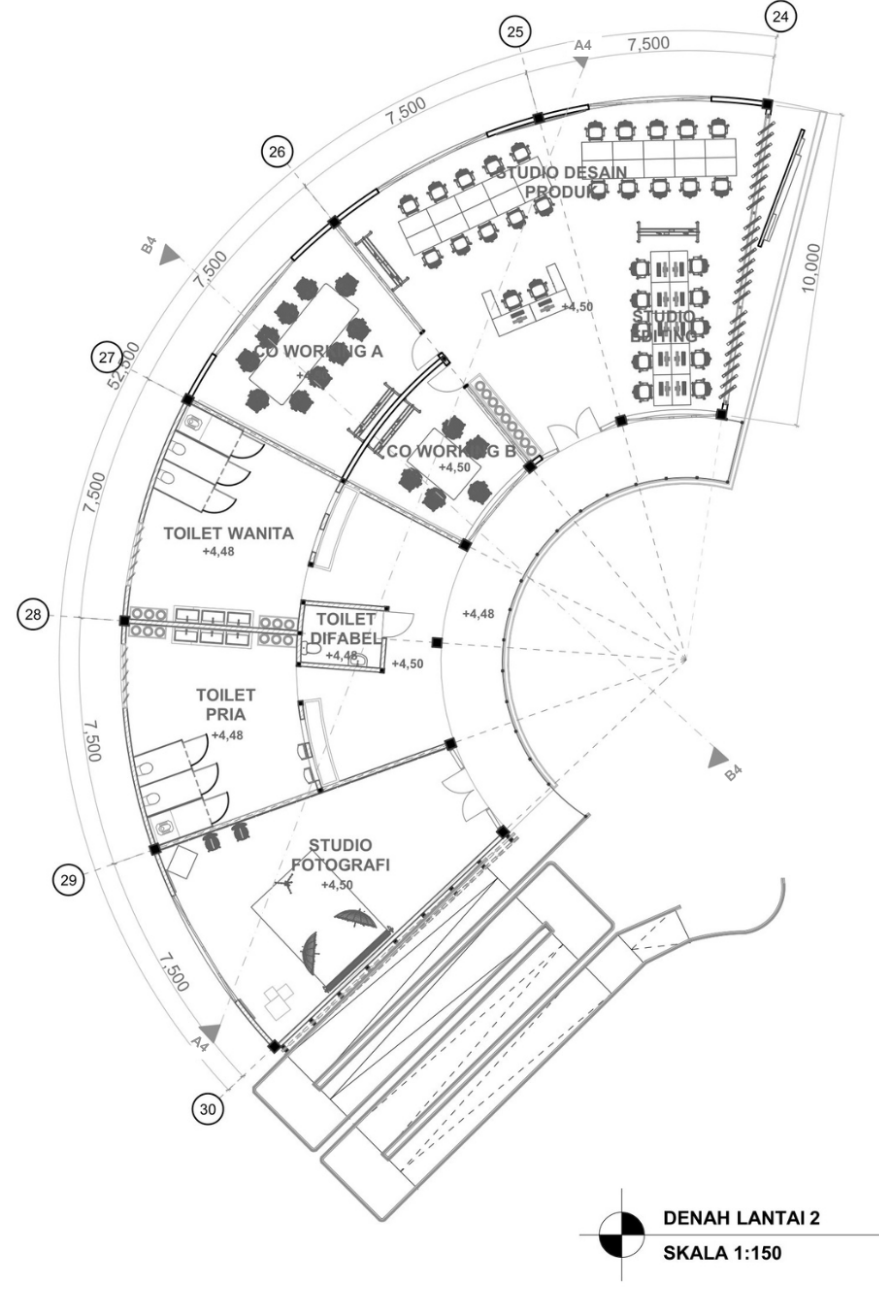 24
25
A4
7,500
7,500
26
STUDIO DESAIN
PRODUK
B4
7,500
10,000
+4,50
STUDIO
EDITING
27
52,500
CO WORKING A
CO WORKING B
+4,50
7,500
TOILET WANITA
+4,48
28
TOILET
DIFABEL
+4,48
+4,48
+4,50
TOILET
PRIA
+4,48
7,500
B4
29
STUDIO
FOTOGRAFI
+4,50
7,500
A4
30
DENAH LANTAI 2
SKALA 1:150